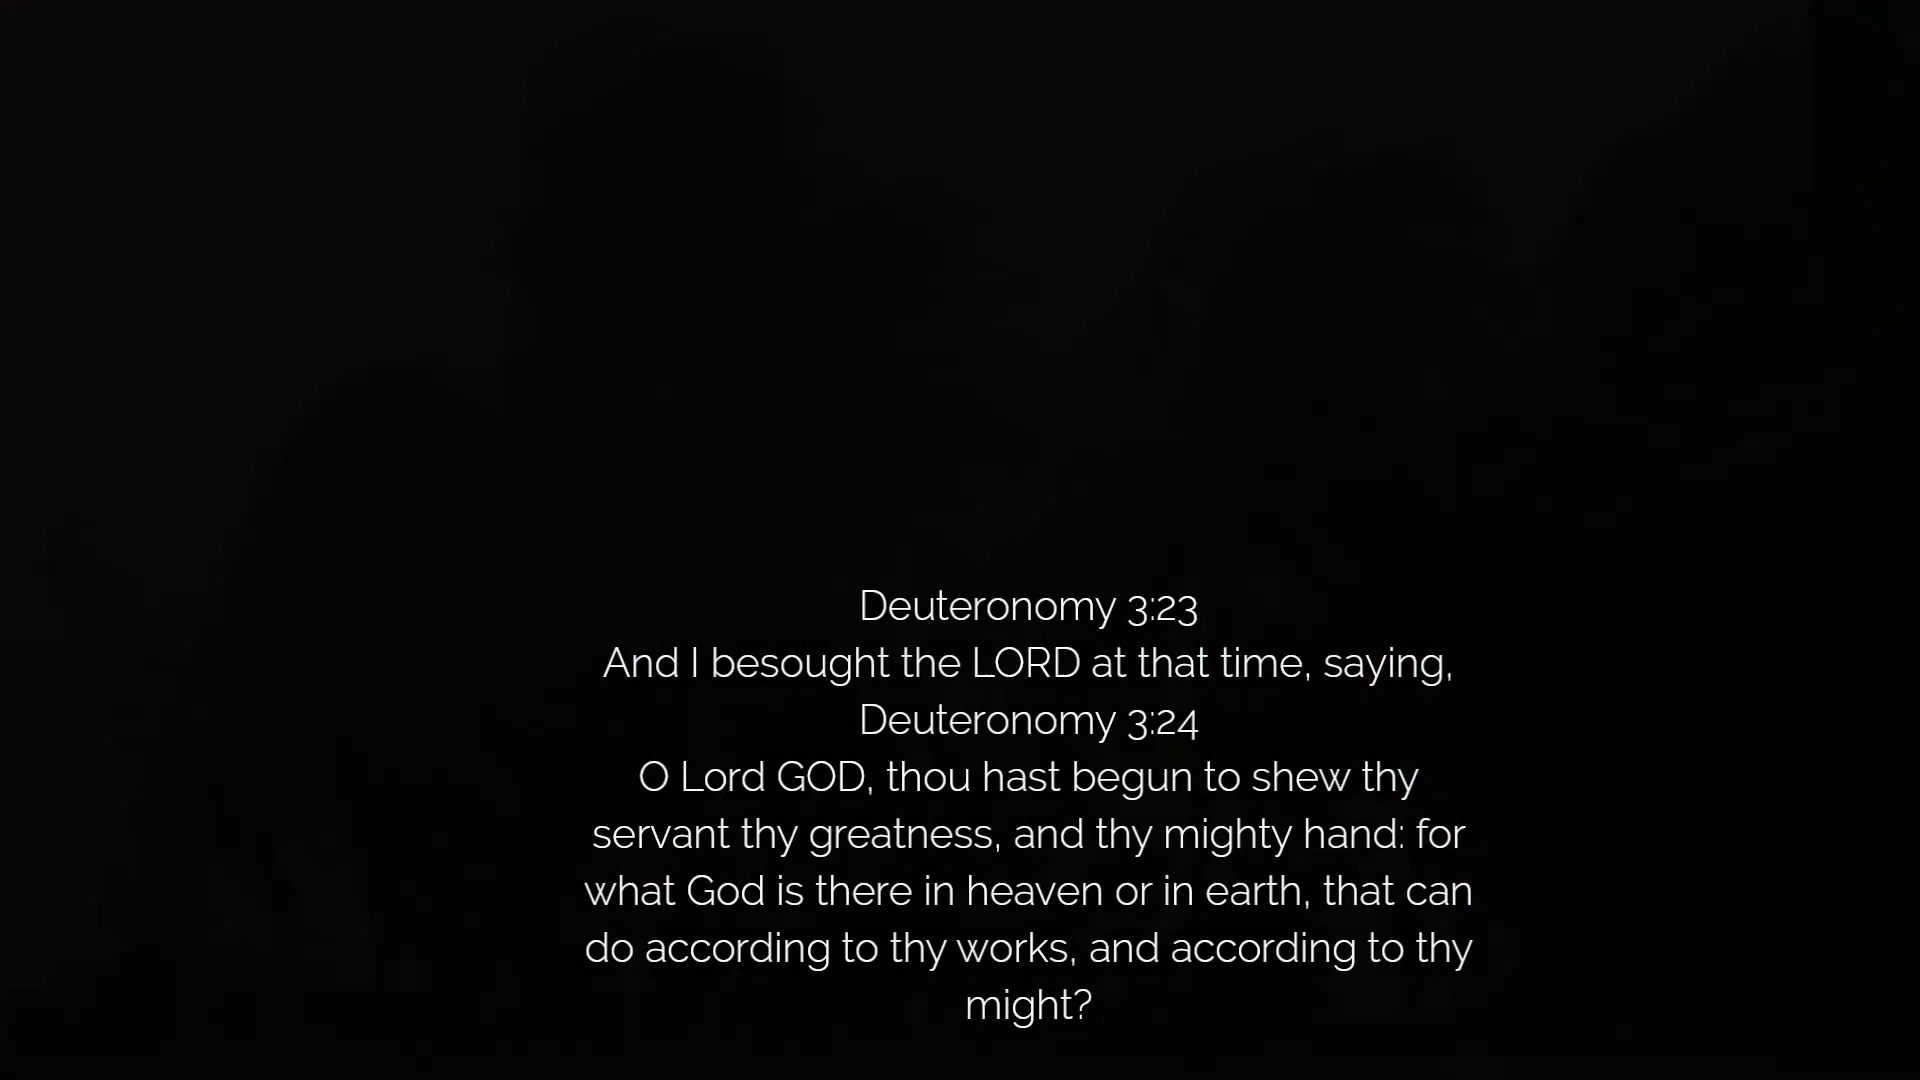 Deuteronomy 3:23
And I besought the LORD at that time, saying,
Deuteronomy 3:24
O Lord GOD, thou hast begun to shew thy
servant thy greatness, and thy mighty hand: for
what God is there in heaven or in earth, that can
do according to thy works, and according to thy
might?